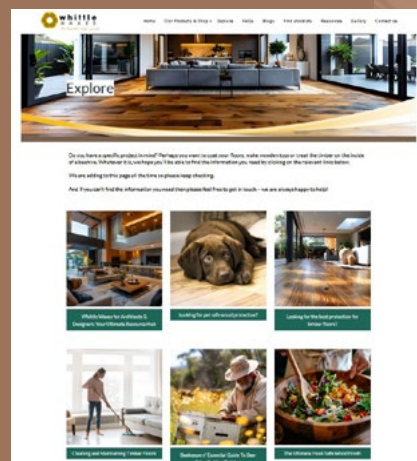 whittle
WAXES
Home Our Products & Shop Explore FAQs Blogs Find stockists Resources Gallery Contact us
Explore
Do you have a specific project in mind? Perhaps you want to coat your floors, make wooden toys or treat the timber on the inside
of a beehive. Whatever it is, we hope you'll be able to find the information you need by clicking on the relevant links below.
We are adding to this page all the time so please keep checking.
And if you can't find the information you need then please feel free to get in touch - we are always happy to help!
Whittle Waxes for Architects &
Designers: Your Ultimate Resource Hub
Looking for pet safe wood protection?
Looking for the best protection for
timber floors?
Cleaning and Maintaining Timber Floors
Beekeepers' Essential Guide To
The Ultimate Food Safe Wood Finish